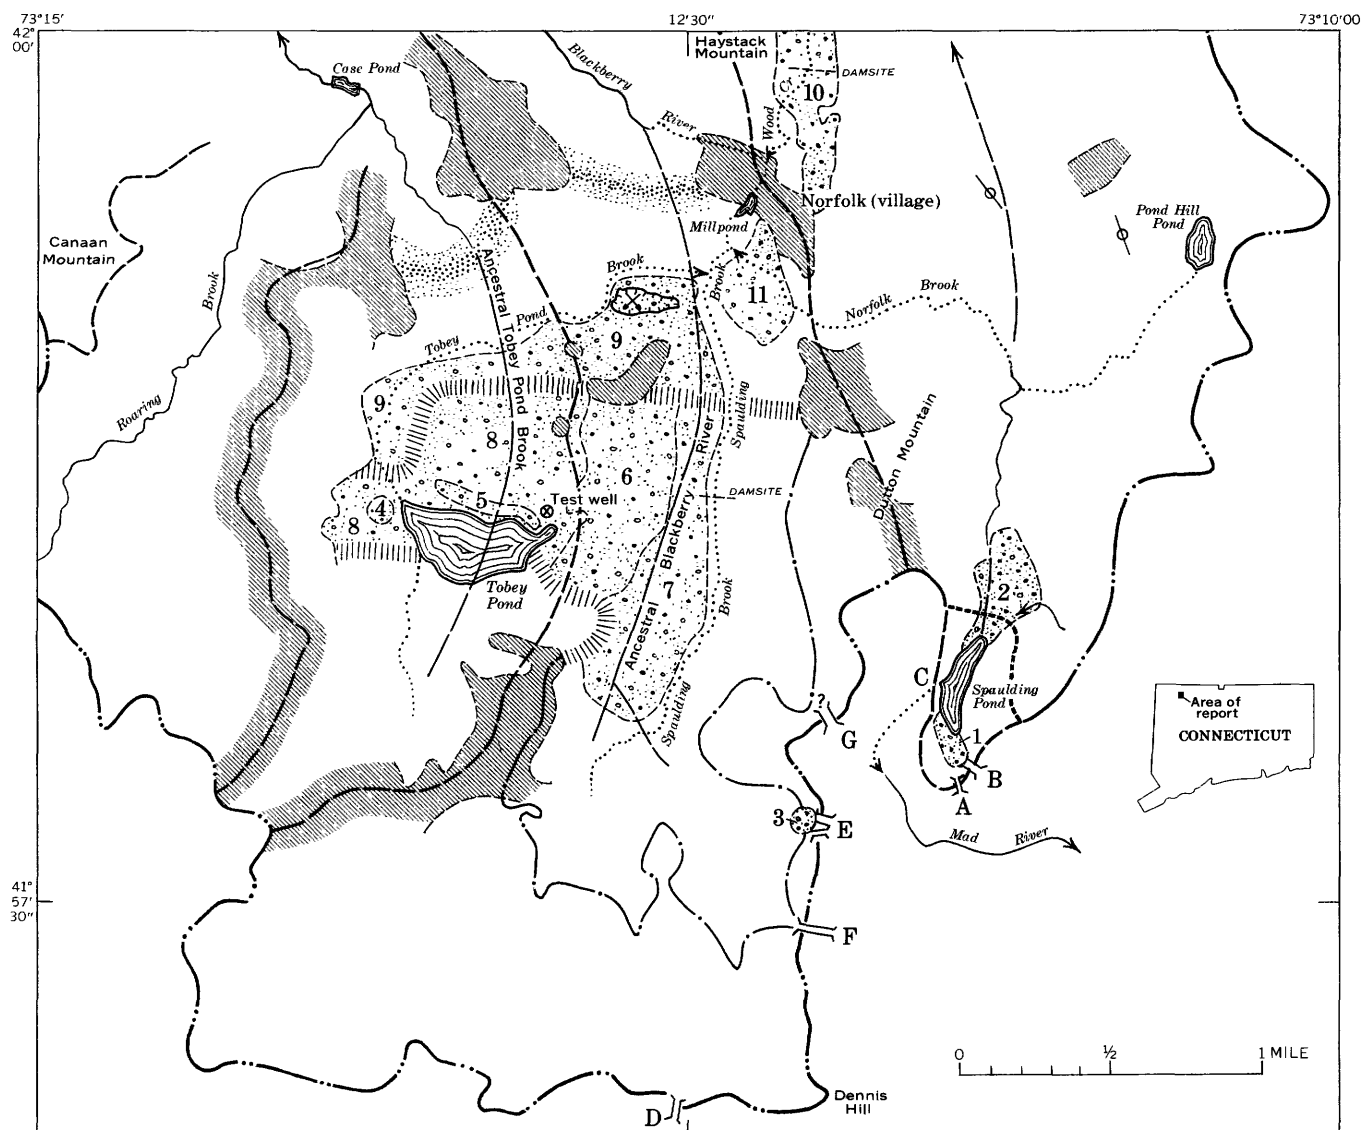 73°15'
12'30"
73°10'00
42°
00'
Haystack
Mountain
Case Pond
Blackberry
River
DAMSITE
10
Wood
Norfolk (village)
Millpond
Pond Hill
Pond
Canaan
Mountain
Brook
Roaring
Ancestral Tobey Pond Brook
Brook
Brook
11
Norfolk
Brook
Pond
Tobey
9
9
Spaulding
8
6
Ancestral Blackberry River
Dutton Mountain
5
Test well
DAMSITE
4
8
Tobey
Pond
7
Brook
2
C
Spaulding
Pond
Spaulding
?
G
1
B
A
Area of
report
CONNECTICUT
3
E
Mad River
41°
57'
30"
F
0
½
1 MILE
Dennis
Hill
D